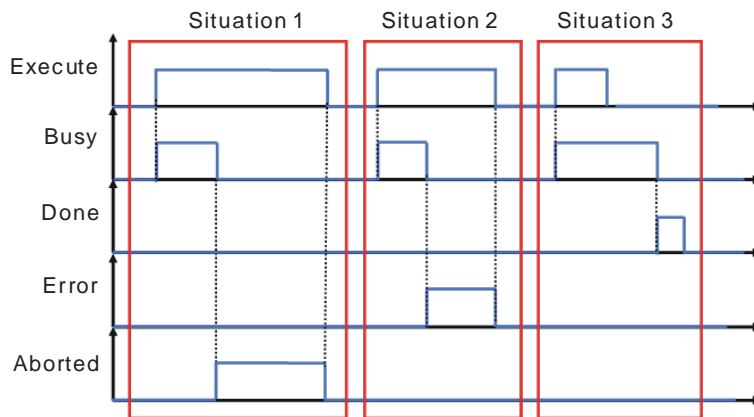 Situation 1 Situation 2 Situation 3
Execute
Busy
Done
Error
Aborted